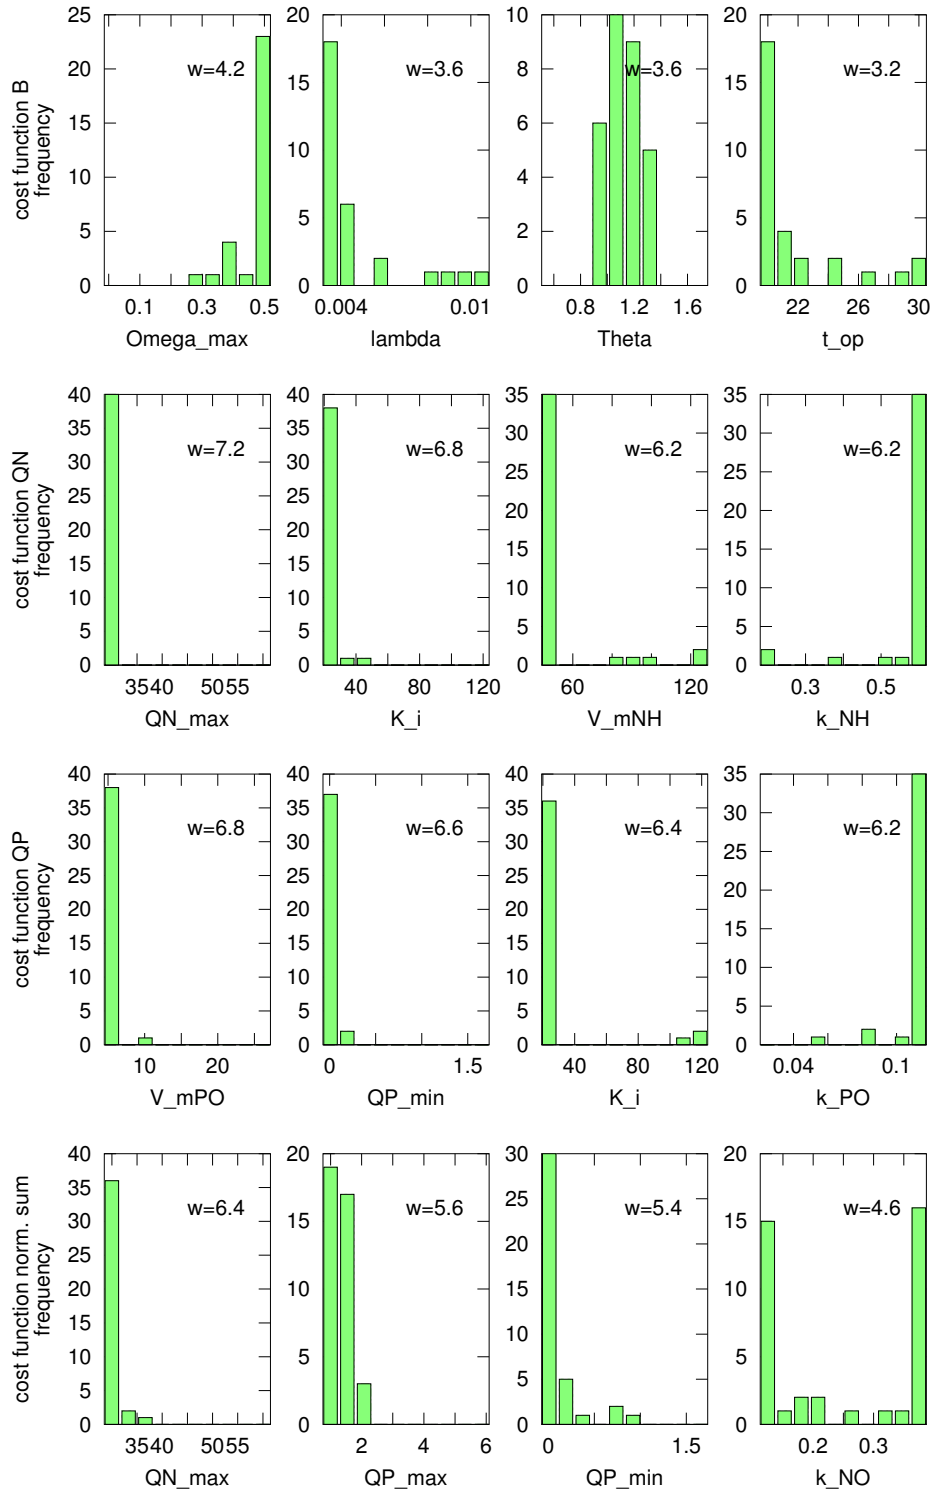 25
20
15
10
5
0
w=4.2
0.1 0.3 0.5
Omega_max
20
15
10
5
0
w=3.6
0.004 0.01
lambda
10
8
6
4
2
0
w=3.6
0.8 1.2 1.6
Theta
20
15
10
5
0
w=3.2
22 26 30
t_op
cost function B
frequency
40
35
30
25
20
15
10
5
0
w=7.2
3540 5055
QN_max
40
35
30
25
20
15
10
5
0
w=6.8
40 80 120
K_i
35
30
25
20
15
10
5
0
w=6.2
60 120
V_mNH
35
30
25
20
15
10
5
0
w=6.2
0.3 0.5
k_NH
cost function QN
frequency
40
35
30
25
20
15
10
5
0
w=6.8
10 20
V_mPO
40
35
30
25
20
15
10
5
0
w=6.6
0 1.5
QP_min
40
35
30
25
20
15
10
5
0
w=6.4
40 80 120
K_i
35
30
25
20
15
10
5
0
w=6.2
0.04 0.1
k_PO
cost function QP
frequency
40
35
30
25
20
15
10
5
0
w=6.4
3540 5055
QN_max
20
15
10
5
0
w=5.6
2 4 6
QP_max
30
25
20
15
10
5
0
w=5.4
0 1.5
QP_min
20
15
10
5
0
w=4.6
0.2 0.3
k_NO
cost function norm. sum
frequency